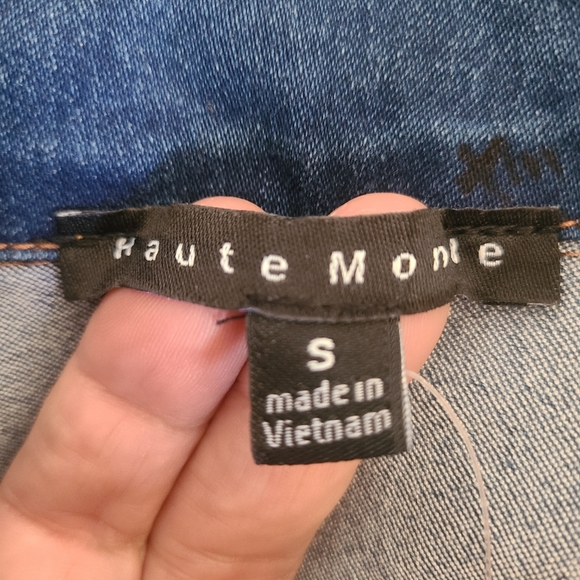 Haute Monde
S
made in
Vietnam